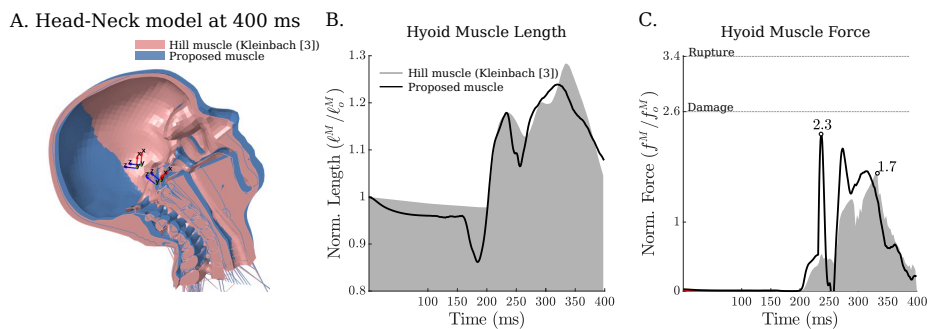 A. Head-Neck model at 400 ms
Hill muscle (Kleinbach [3])
Proposed muscle
B.
Hyoid Muscle Length
Hill muscle (Kleinbach [3])
Proposed muscle
Norm. Length (ℓ^M/ℓ_o^M)
1.3
1.2
1.1
1
0.9
0.8
100 150 200 250 300 350 400
Time (ms)
C.
Hyoid Muscle Force
Rupture
Damage
2.3
1.7
Norm. Force (f^M/f_o^M)
3.4
2.6
2
1
0
100 150 200 250 300 350 400
Time (ms)